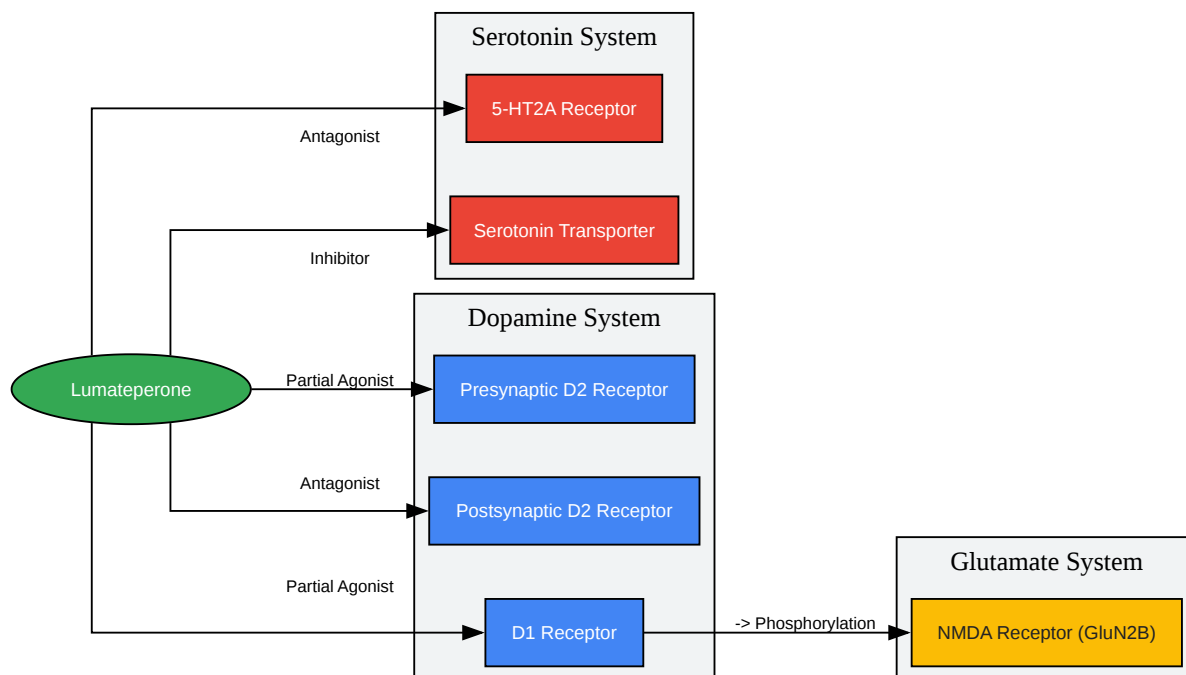 Serotonin System
5-HT2A Receptor
Antagonist
Serotonin Transporter
Inhibitor
Dopamine System
Lumateperone
Partial Agonist
Presynaptic D2 Receptor
Antagonist
Postsynaptic D2 Receptor
Glutamate System
Partial Agonist
D1 Receptor
-> Phosphorylation
NMDA Receptor (GluN2B)